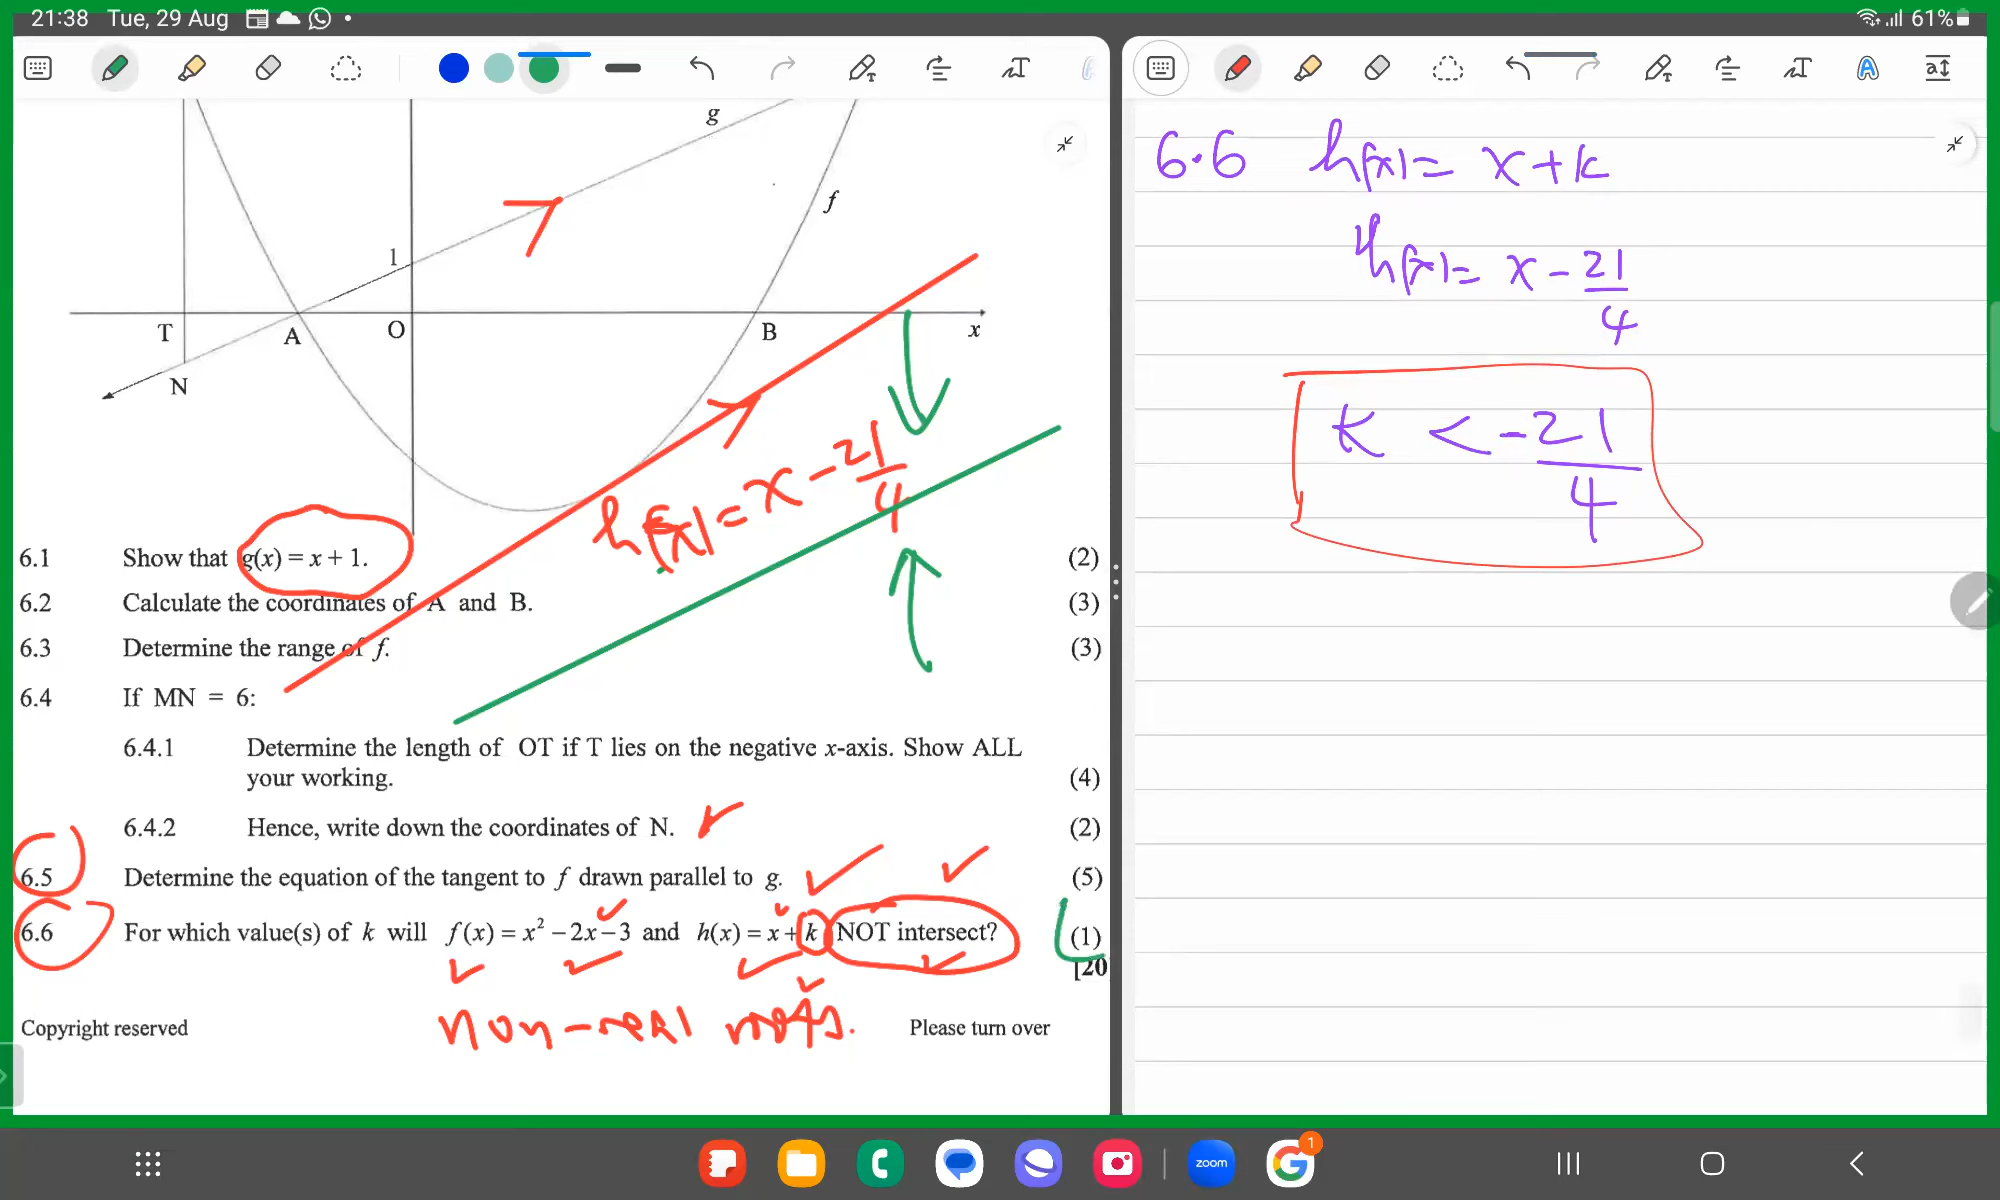 21:38 Tue, 29 Aug
61%
g
f
1
T
A
O
B
x
N
h(x) = x - 21/4
6.1 Show that g(x) = x + 1. (2)
6.2 Calculate the coordinates of A and B. (3)
6.3 Determine the range of f. (3)
6.4 If MN = 6:
6.4.1 Determine the length of OT if T lies on the negative x-axis. Show ALL
your working. (4)
6.4.2 Hence, write down the coordinates of N. (2)
6.5 Determine the equation of the tangent to f drawn parallel to g. (5)
6.6 For which value(s) of k will f(x) = x² − 2x − 3 and h(x) = x + k NOT intersect? (1)
[20
non-real roots.
Copyright reserved
Please turn over
6.6 h(x) = x + k
h(x) = x - 21/4
k < -21/4
zoom
1